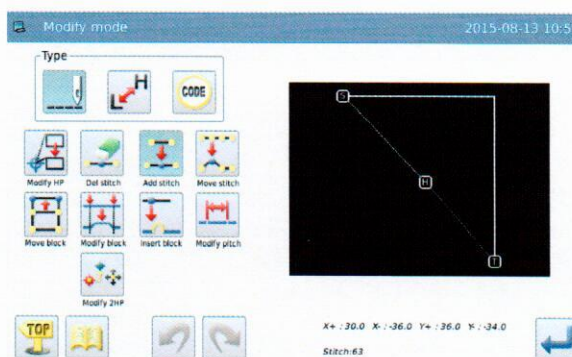 Modify mode
2015-08-13 10:5
Type
L H
CODE
Modify HP
Del stitch
Add stitch
Move stitch
Move block
Modify block
Insert block
Modify pitch
Modify 2HP
S
H
T
TOP
X+ : 30.0 X- : -36.0 Y+ : 36.0 Y- : -34.0
Stitch:63